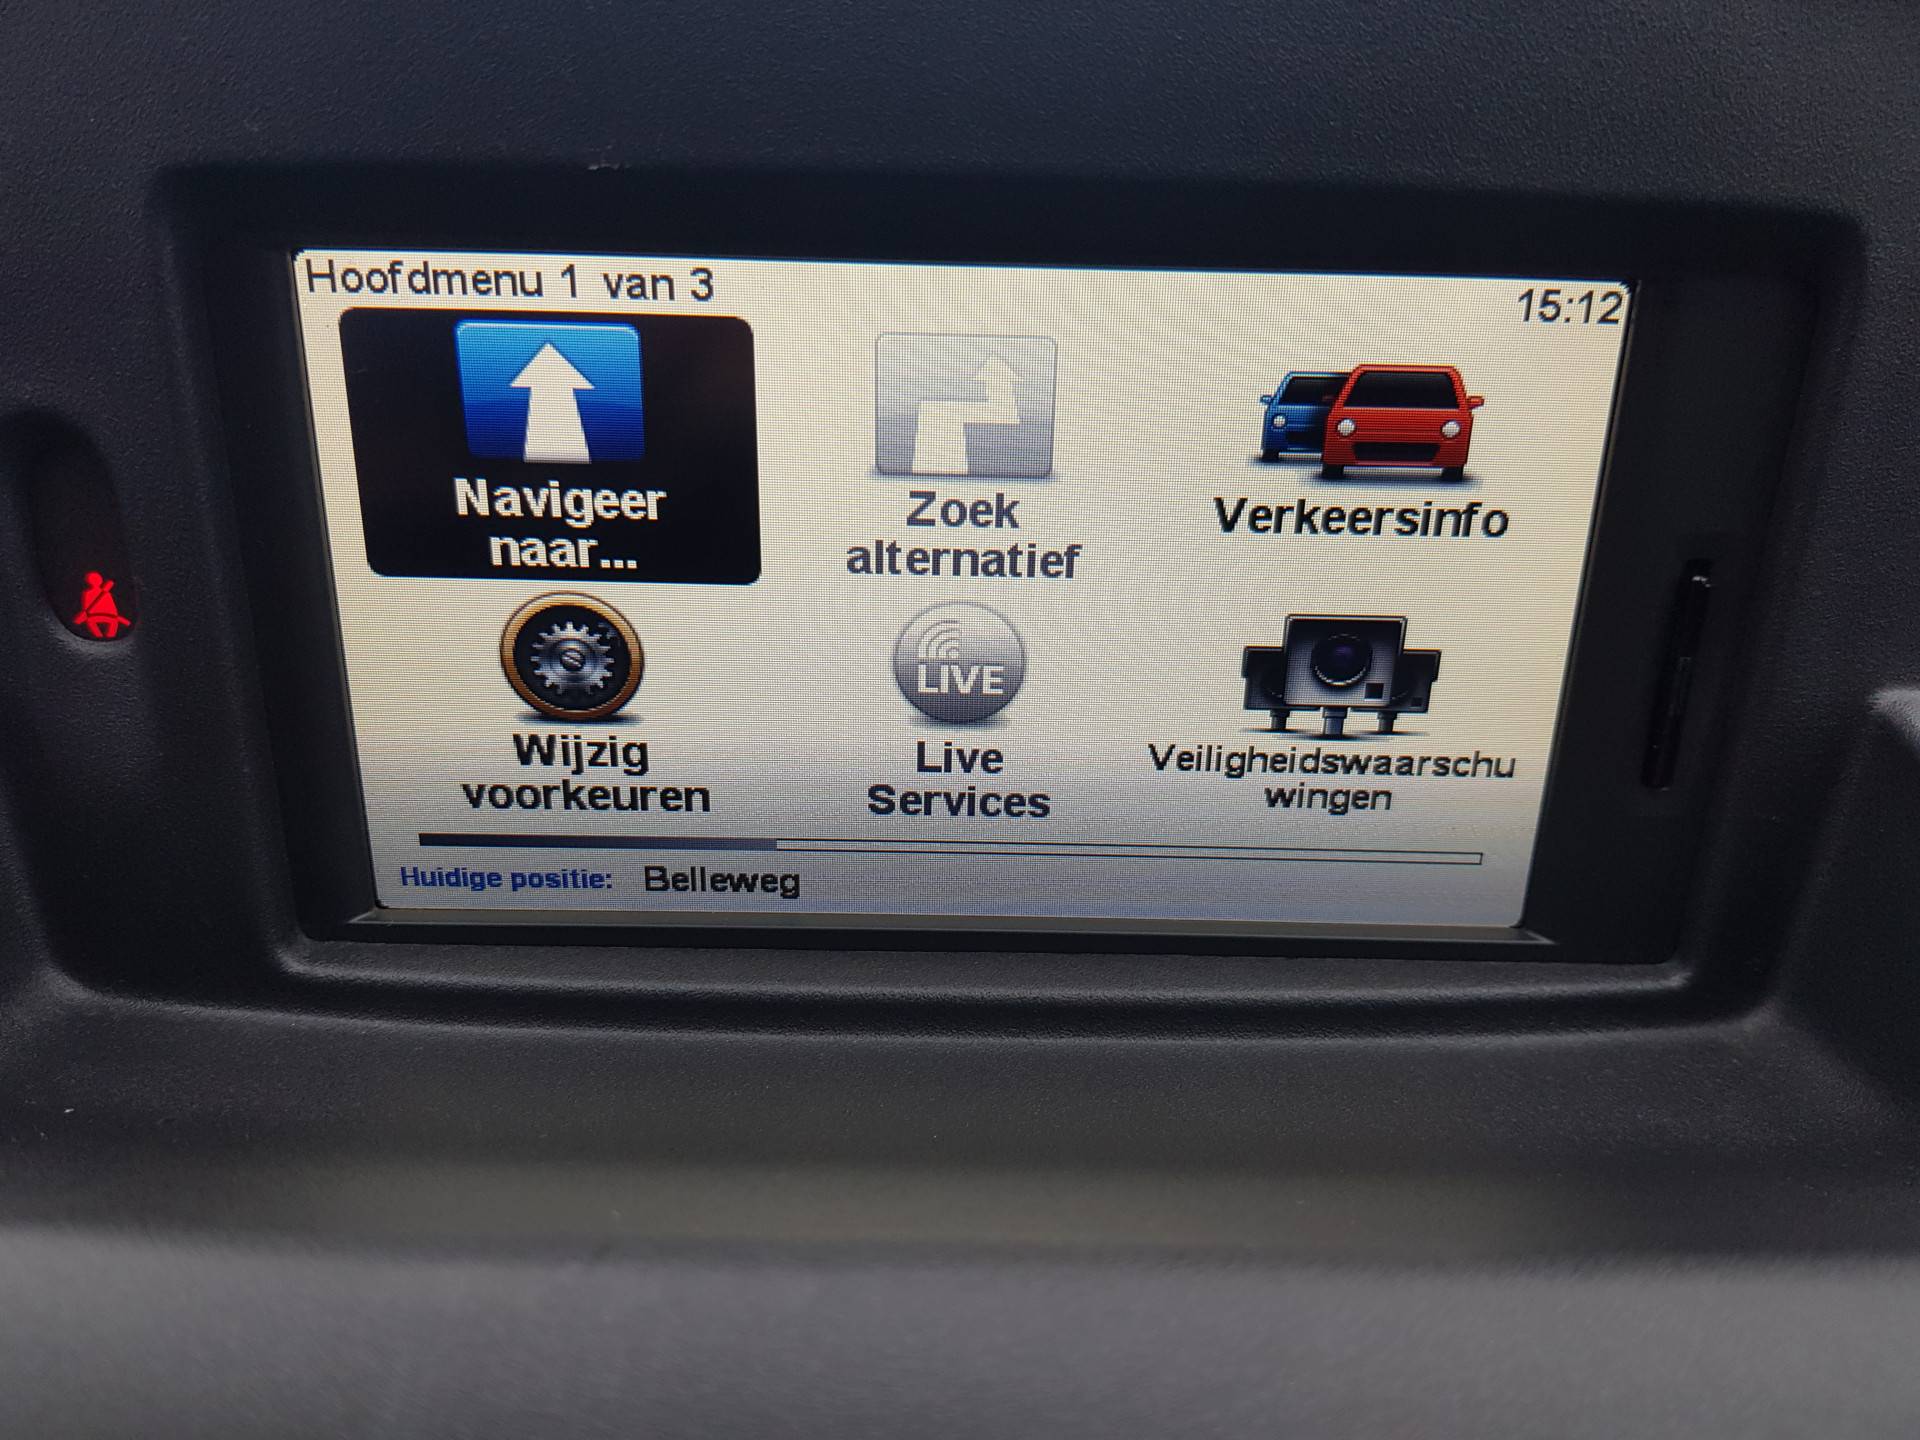 Hoofdmenu 1 van 3
15:12
Navigeer
naar...
Zoek
alternatief
Verkeersinfo
Wijzig
voorkeuren
LIVE
Live
Services
Veiligheidswaarschu
wingen
Huidige positie: Belleweg